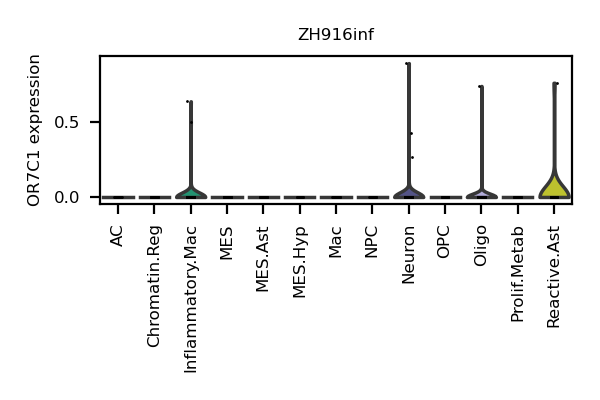 ZH916inf
OR7C1 expression
0.5
0.0
AC
Chromatin.Reg
Inflammatory.Mac
MES
MES.Ast
MES.Hyp
Mac
NPC
Neuron
OPC
Oligo
Prolif.Metab
Reactive.Ast